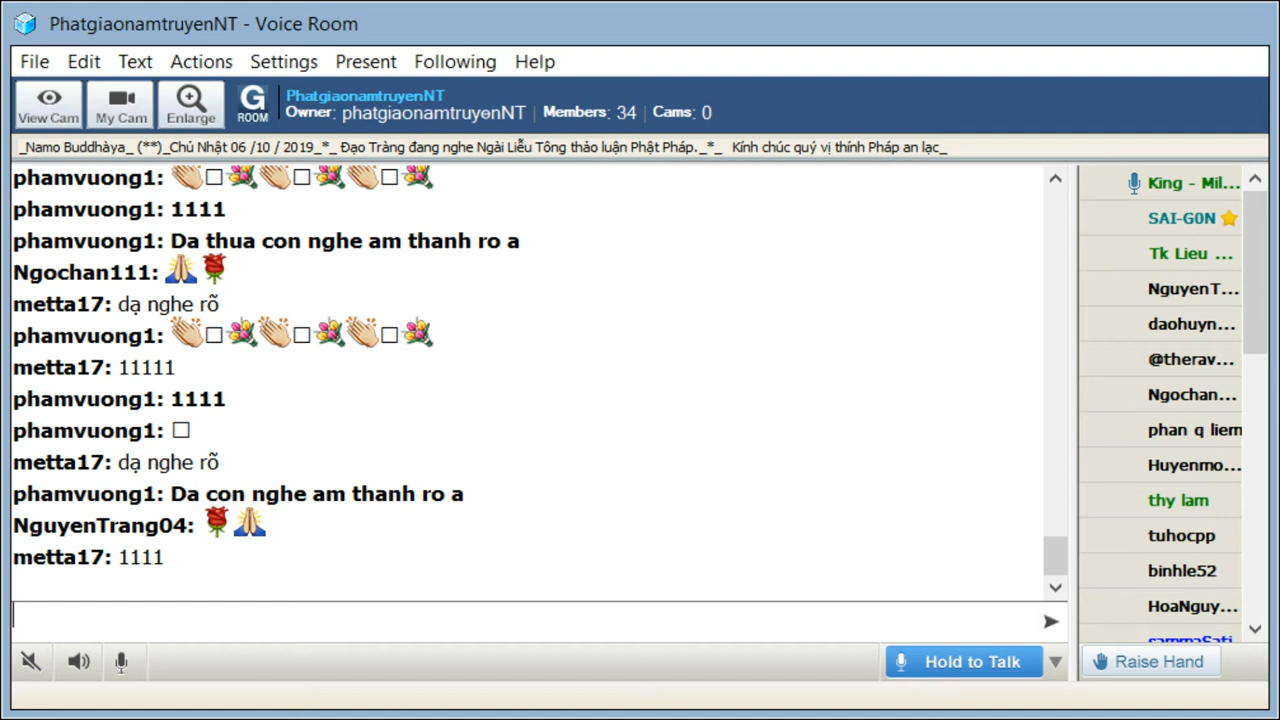 PhatgiaonamtruyenNT - Voice Room
File Edit Text Actions Settings Present Following Help
View Cam My Cam Enlarge G ROOM
PhatgiaonamtruyenNT
Owner: phatgiaonamtruyenNT | Members: 34 | Cams: 0
_Namo Buddhàya_ (**)_Chủ Nhật 06 /10 / 2019_*_ Đạo Tràng đang nghe Ngài Liễu Tông thảo luận Phật Pháp._*_ Kính chúc quý vị thính Pháp an lạc_
phamvuong1: 👏□💐👏□💐👏□💐
phamvuong1: 1111
phamvuong1: Da thua con nghe am thanh ro a
Ngochan111: 🙏🌹
metta17: dạ nghe rõ
phamvuong1: 👏□💐👏□💐👏□💐
metta17: 11111
phamvuong1: 1111
phamvuong1: □
metta17: dạ nghe rõ
phamvuong1: Da con nghe am thanh ro a
NguyenTrang04: 🌹🙏
metta17: 1111
King - Mil...
SAI-G0N
Tk Lieu ...
NguyenT...
daohuyn...
@therav...
Ngochan...
phan q liem
Huyenmo...
thy lam
tuhocpp
binhle52
HoaNguy...
sammaSati
Hold to Talk
Raise Hand